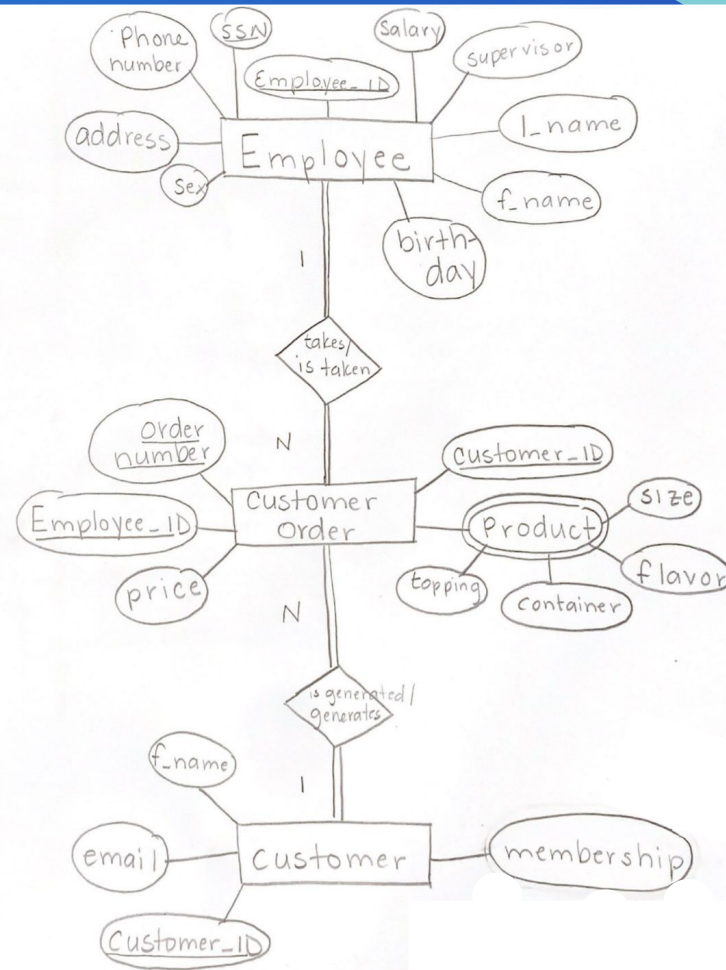 Phone
number
SSN
Salary
supervisor
Employee_ID
address
Employee
l_name
sex
f_name
birth-
day
1
takes/
is taken
N
order
number
Customer_ID
Customer
Order
Employee_ID
Product
size
price
topping
container
flavor
N
is generated/
generates
1
f_name
email
Customer
membership
Customer_ID